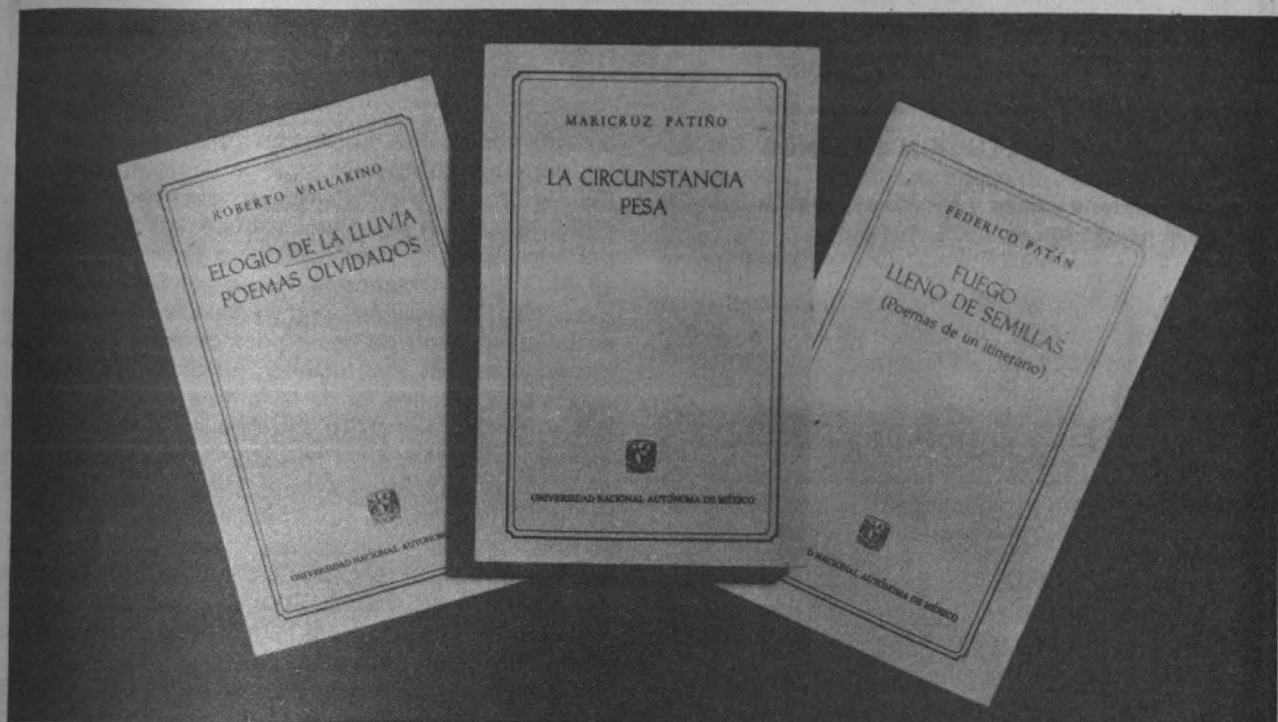 ROBERTO VALLARINO
ELOGIO DE LA LLUVIA
POEMAS OLVIDADOS
UNIVERSIDAD NACIONAL AUTÓNOM
MARICRUZ PATIÑO
LA CIRCUNSTANCIA
PESA
UNIVERSIDAD NACIONAL AUTÓNOMA DE MÉXICO
FEDERICO PATÁN
FUEGO
LLENO DE SEMILLAS
(Poemas de un itinerario)
D NACIONAL AUTÓNOMA DE MÉXICO